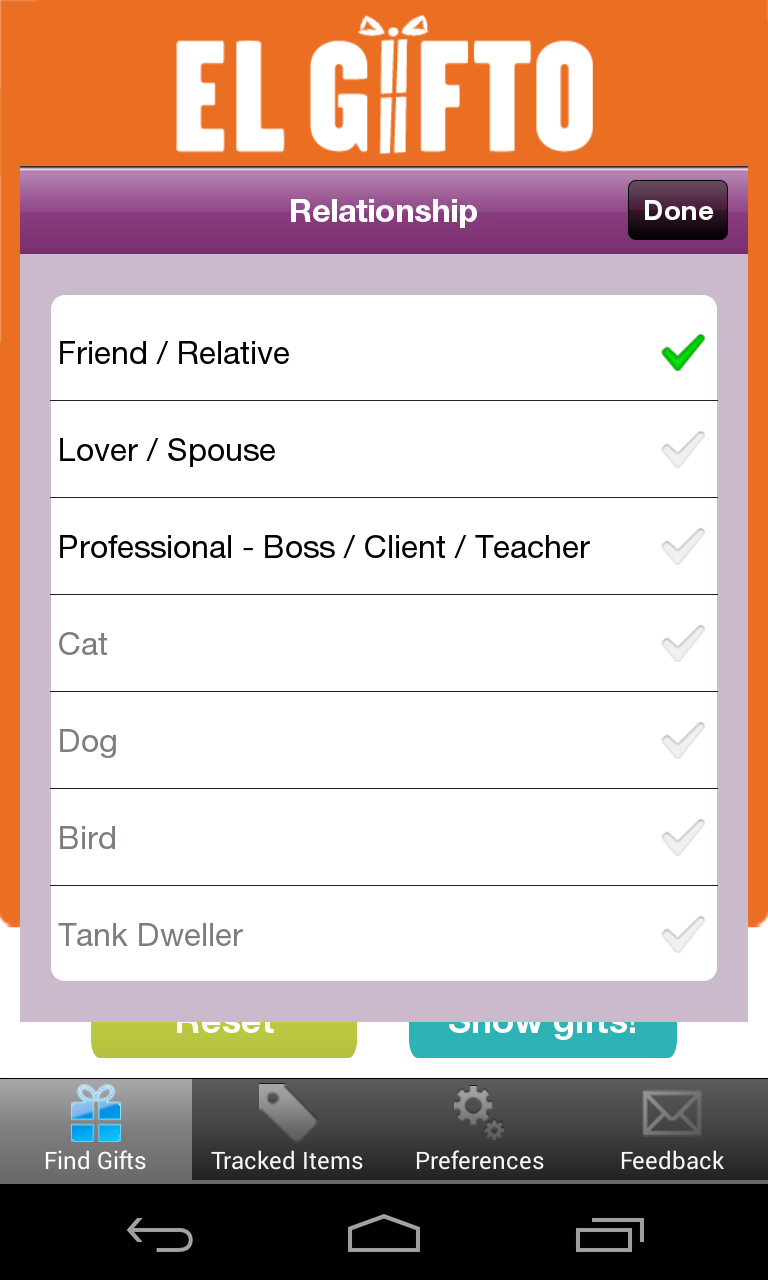 EL GIFTO
Relationship
Done
Friend / Relative
Lover / Spouse
Professional - Boss / Client / Teacher
Cat
Dog
Bird
Tank Dweller
Reset
Show gifts!
Find Gifts
Tracked Items
Preferences
Feedback